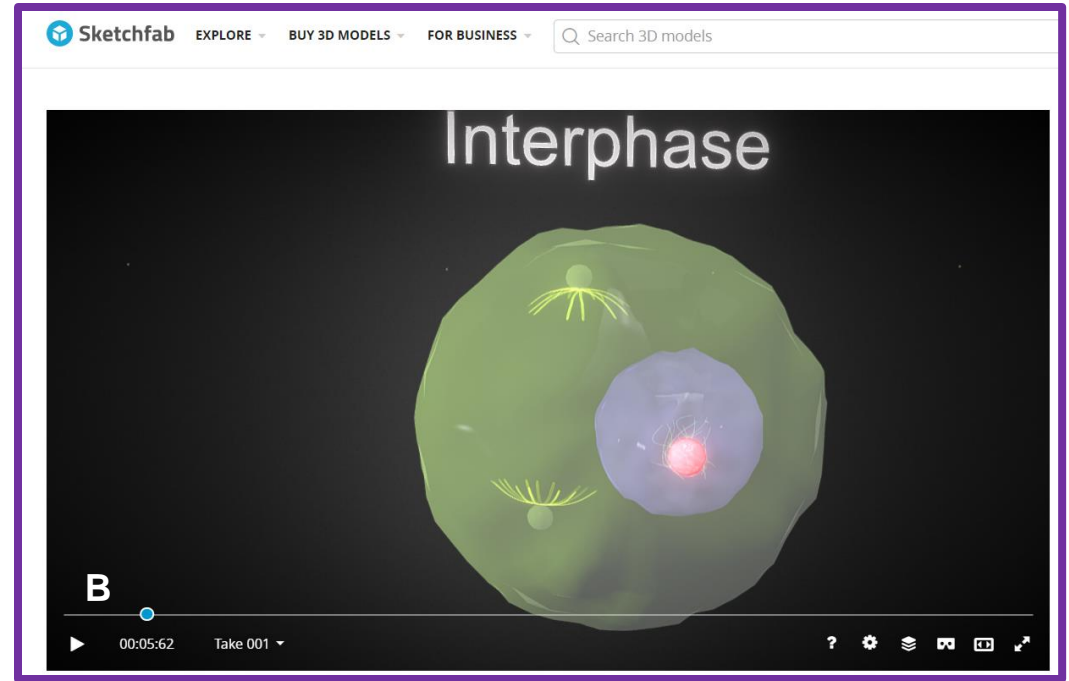 Sketchfab EXPLORE BUY 3D MODELS FOR BUSINESS Search 3D models
Interphase
B
00:05:62 Take 001 ?